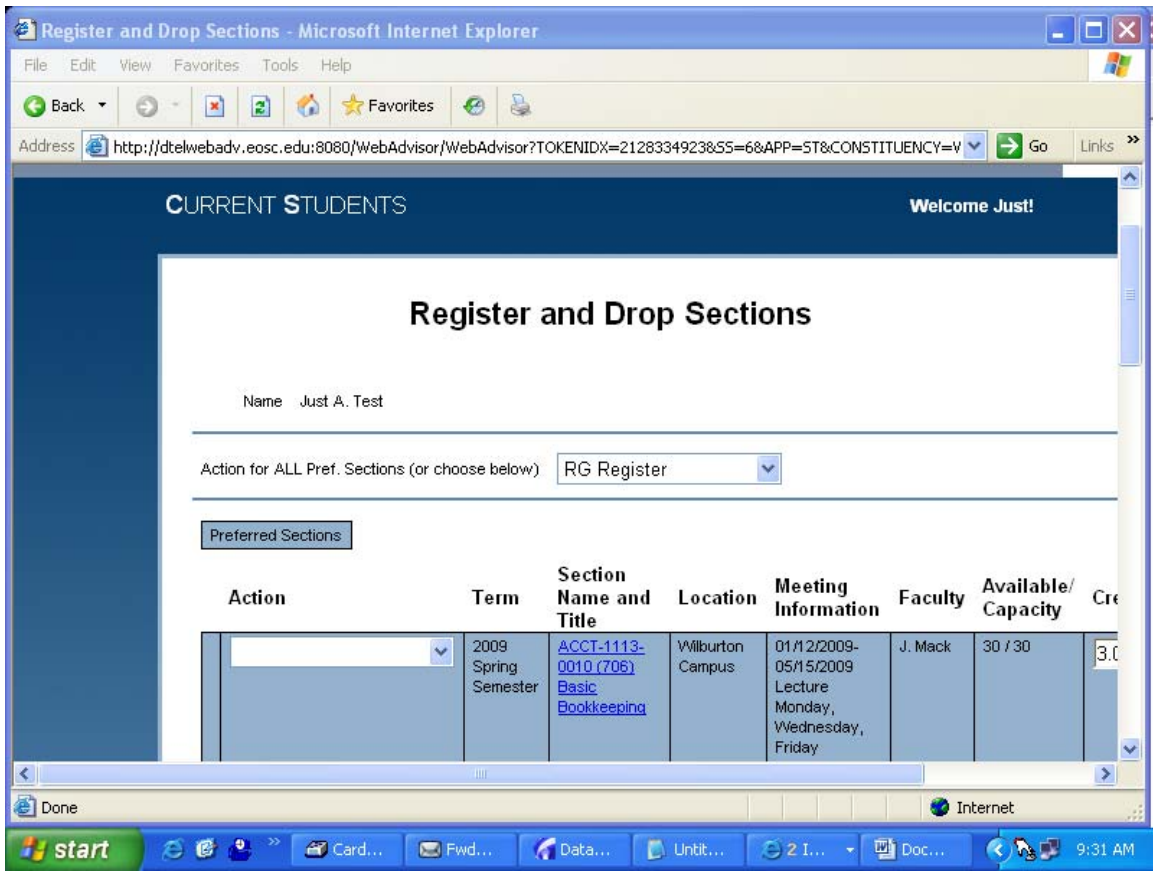 Register and Drop Sections - Microsoft Internet Explorer
File Edit View Favorites Tools Help
Back Favorites
Address http://dtelwebadv.eosc.edu:8080/WebAdvisor/WebAdvisor?TOKENIDX=2128334923&SS=6&APP=ST&CONSTITUENCY=V Go Links »
CURRENT STUDENTS Welcome Just!
Register and Drop Sections
Name Just A. Test
Action for ALL Pref. Sections (or choose below) RG Register
Preferred Sections
Action
Term
Section
Name and
Title
Location
Meeting
Information
Faculty
Available/
Capacity
Cre
2009
Spring
Semester
ACCT-1113-
0010 (706)
Basic
Bookkeeping
Wilburton
Campus
01/12/2009-
05/15/2009
Lecture
Monday,
Wednesday,
Friday
J. Mack
30 / 30
3.0
Done Internet
start » Card... Fwd... Data... Untit... 2 I... Doc... 9:31 AM